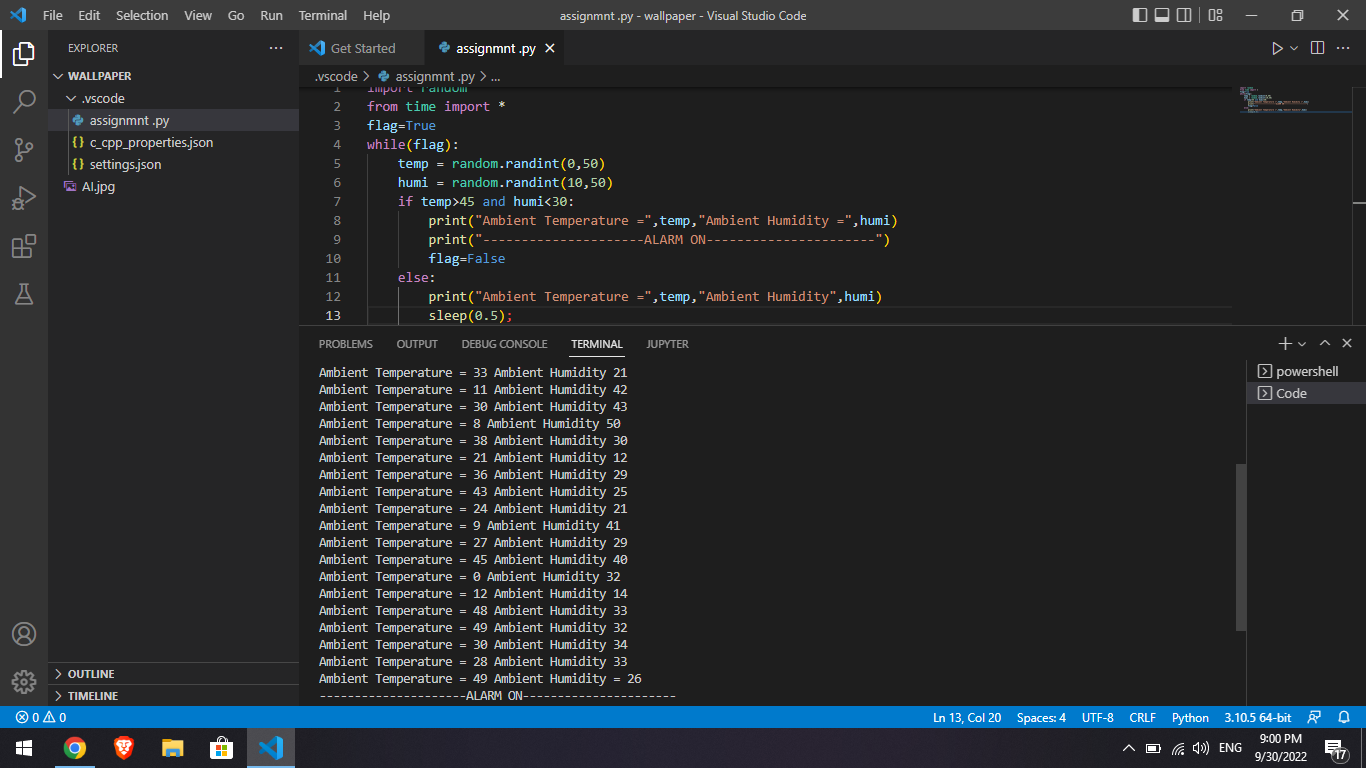 File Edit Selection View Go Run Terminal Help assignmnt .py - wallpaper - Visual Studio Code
EXPLORER
Get Started assignmnt .py
WALLPAPER
.vscode
assignmnt .py
c_cpp_properties.json
settings.json
AI.jpg
OUTLINE
TIMELINE
.vscode > assignmnt .py > ...
1 import random
2 from time import *
3 flag=True
4 while(flag):
5 temp = random.randint(0,50)
6 humi = random.randint(10,50)
7 if temp>45 and humi<30:
8 print("Ambient Temperature =",temp,"Ambient Humidity =",humi)
9 print("---------------------ALARM ON----------------------")
10 flag=False
11 else:
12 print("Ambient Temperature =",temp,"Ambient Humidity",humi)
13 sleep(0.5);
PROBLEMS OUTPUT DEBUG CONSOLE TERMINAL JUPYTER
powershell
Code
Ambient Temperature = 33 Ambient Humidity 21
Ambient Temperature = 11 Ambient Humidity 42
Ambient Temperature = 30 Ambient Humidity 43
Ambient Temperature = 8 Ambient Humidity 50
Ambient Temperature = 38 Ambient Humidity 30
Ambient Temperature = 21 Ambient Humidity 12
Ambient Temperature = 36 Ambient Humidity 29
Ambient Temperature = 43 Ambient Humidity 25
Ambient Temperature = 24 Ambient Humidity 21
Ambient Temperature = 9 Ambient Humidity 41
Ambient Temperature = 27 Ambient Humidity 29
Ambient Temperature = 45 Ambient Humidity 40
Ambient Temperature = 0 Ambient Humidity 32
Ambient Temperature = 12 Ambient Humidity 14
Ambient Temperature = 48 Ambient Humidity 33
Ambient Temperature = 49 Ambient Humidity 32
Ambient Temperature = 30 Ambient Humidity 34
Ambient Temperature = 28 Ambient Humidity 33
Ambient Temperature = 49 Ambient Humidity = 26
---------------------ALARM ON----------------------
0 0 Ln 13, Col 20 Spaces: 4 UTF-8 CRLF Python 3.10.5 64-bit
ENG
9:00 PM
9/30/2022
17